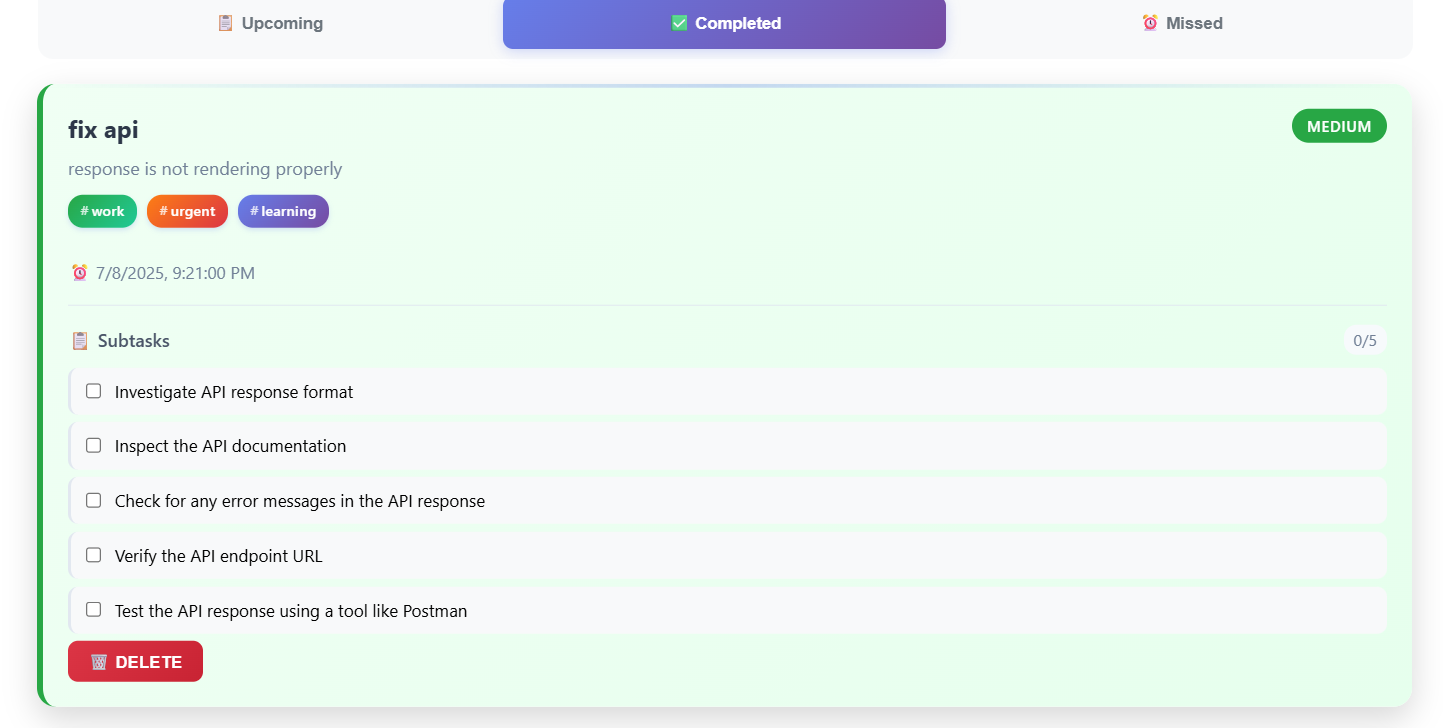 Upcoming
Completed
Missed
fix api
MEDIUM
response is not rendering properly
# work # urgent # learning
7/8/2025, 9:21:00 PM
Subtasks
0/5
Investigate API response format
Inspect the API documentation
Check for any error messages in the API response
Verify the API endpoint URL
Test the API response using a tool like Postman
DELETE